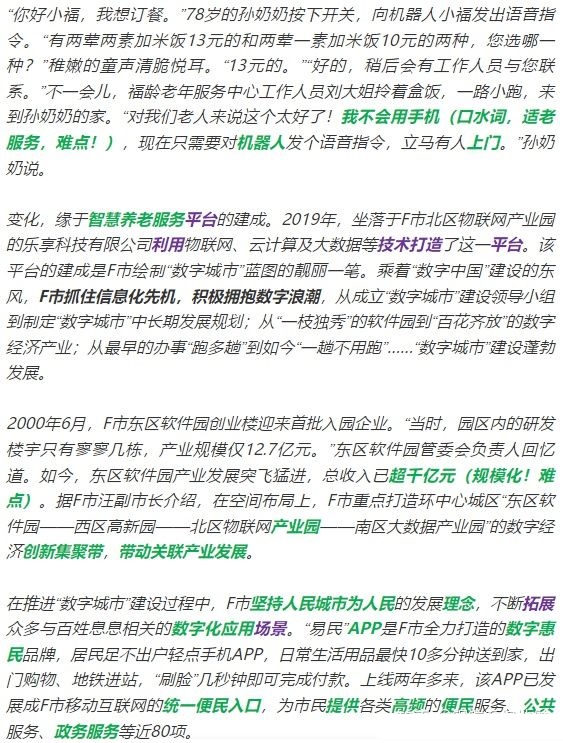 “你好小福，我想订餐。”78岁的孙奶奶按下开关，向机器人小福发出语音指
令。“有两荤两素加米饭13元的和两荤一素加米饭10元的两种，您选哪一
种？”稚嫩的童声清脆悦耳。“13元的。”“好的，稍后会有工作人员与您联
系。”不一会儿，福龄老年服务中心工作人员刘大姐拎着盒饭，一路小跑，来
到孙奶奶的家。“对我们老人来说这个太好了！我不会用手机（口水词，适老
服务，难点！），现在只需要对机器人发个语音指令，立马有人上门。”孙奶
奶说。
变化，缘于智慧养老服务平台的建成。2019年，坐落于F市北区物联网产业园
的乐享科技有限公司利用物联网、云计算及大数据等技术打造了这一平台。该
平台的建成是F市绘制“数字城市”蓝图的靓丽一笔。乘着“数字中国”建设的东
风，F市抓住信息化先机，积极拥抱数字浪潮，从成立“数字城市”建设领导小组
到制定“数字城市”中长期发展规划；从“一枝独秀”的软件园到“百花齐放”的数字
经济产业；从最早的办事“跑多趟”到如今“一趟不用跑”……“数字城市”建设蓬勃
发展。
2000年6月，F市东区软件园创业楼迎来首批入园企业。“当时，园区内的研发
楼宇只有寥寥几栋，产业规模仅12.7亿元。”东区软件园管委会负责人回忆
道。如今，东区软件园产业发展突飞猛进，总收入已超千亿元（规模化！难
点）。据F市汪副市长介绍，在空间布局上，F市重点打造环中心城区“东区软
件园——西区高新园——北区物联网产业园——南区大数据产业园”的数字经
济创新集聚带，带动关联产业发展。
在推进“数字城市”建设过程中，F市坚持人民城市为人民的发展理念，不断拓展
众多与百姓息息相关的数字化应用场景。“易民”APP是F市全力打造的数字惠
民品牌，居民足不出户轻点手机APP，日常生活用品最快10多分钟送到家，出
门购物、地铁进站，“刷脸”几秒钟即可完成付款。上线两年多来，该APP已发
展成F市移动互联网的统一便民入口，为市民提供各类高频的便民服务、公共
服务、政务服务等近80项。